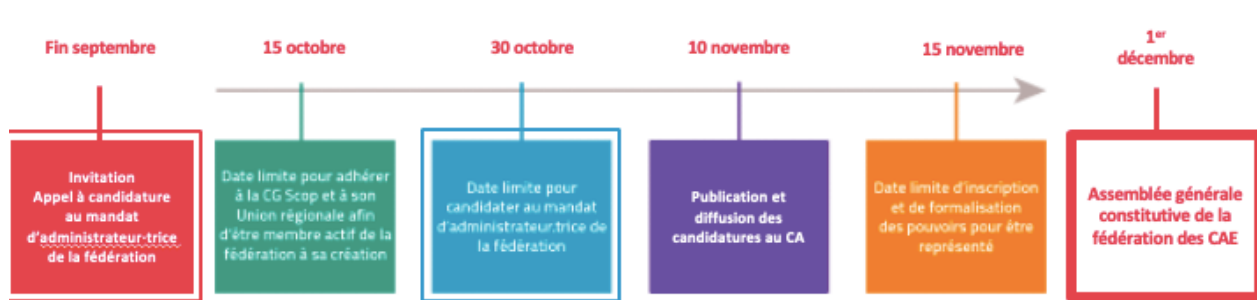 Fin septembre
15 octobre
30 octobre
10 novembre
15 novembre
1er
décembre
Invitation
Appel à candidature
au mandat
d'administrateur-trice
de la fédération
Date limite pour adhérer
à la CG Scop et à son
Union régionale afin
d'être membre actif de la
fédération à sa création
Date limite pour
candidater au mandat
d'administrateur.trice de
la fédération
Publication et
diffusion des
candidatures au CA
Date limite d'inscription
et de formalisation
des pouvoirs pour être
représenté
Assemblée générale
constitutive de la
fédération des CAE